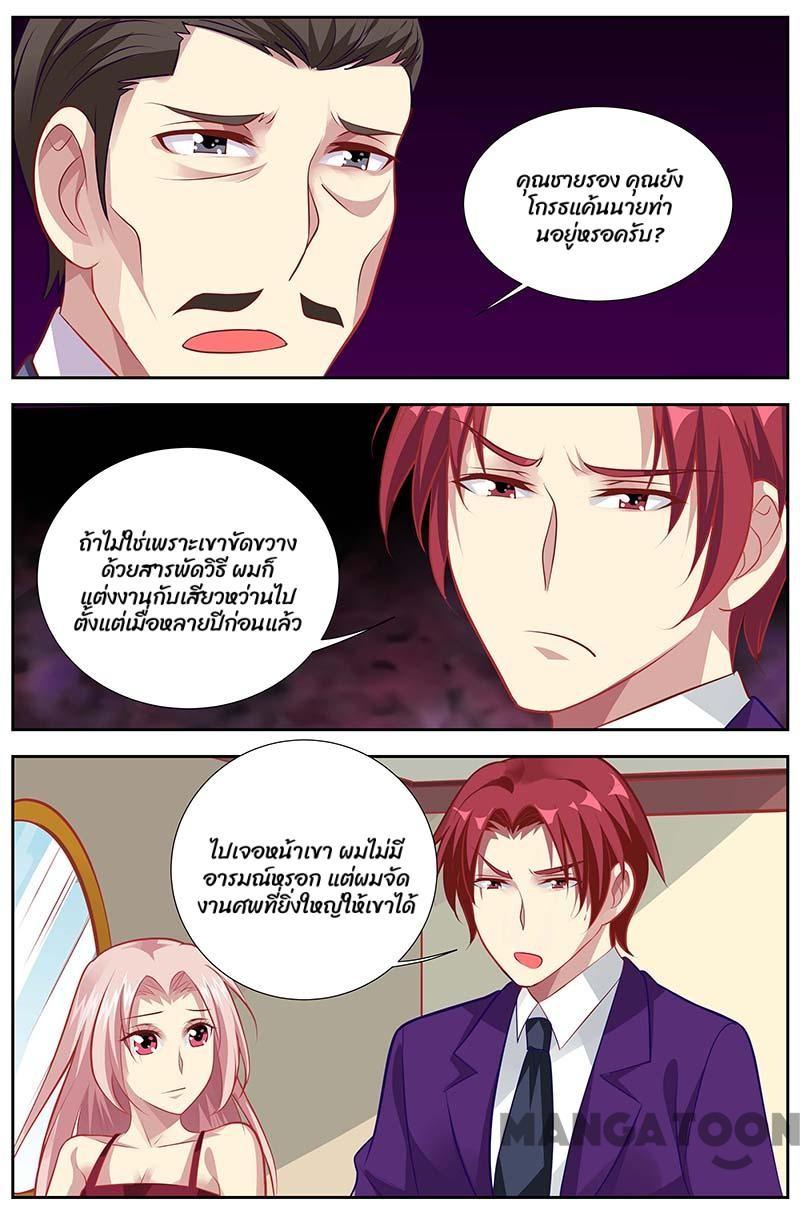 คุณชายรอง คุณยัง
โกรธแค้นนายท่า
นอยู่หรอครับ?
ถ้าไม่ใช่เพราะเขาขัดขวาง
ด้วยสารพัดวิธี ผมก็
แต่งงานกับเสียวหว่านไป
ตั้งแต่เมื่อหลายปีก่อนแล้ว
ไปเจอหน้าเขา ผมไม่มี
อารมณ์หรอก แต่ผมจัด
งานศพที่ยิ่งใหญ่ให้เขาได้
MANGATOON